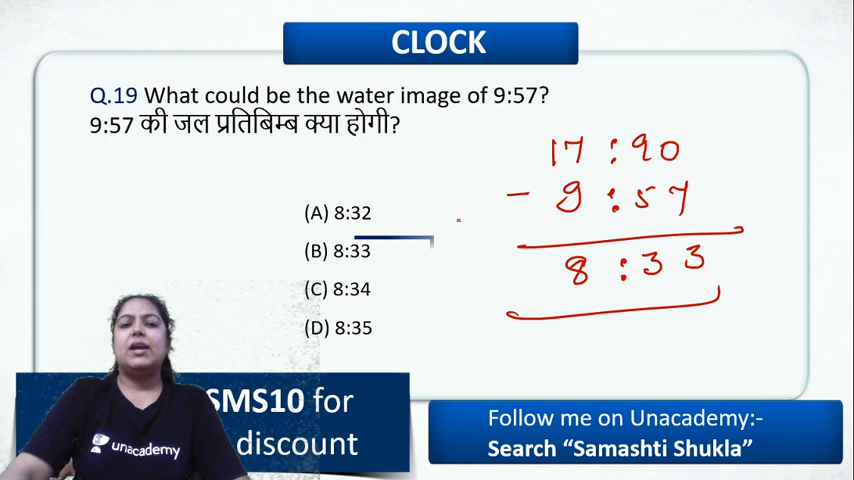 CLOCK
Q.19 What could be the water image of 9:57?
9:57 की जल प्रतिबिम्ब क्या होगी?
(A) 8:32
(B) 8:33
(C) 8:34
(D) 8:35
17 : 90
- 9 : 57
8 : 33
SMS10 for
discount
unacademy
Follow me on Unacademy:-
Search “Samashti Shukla”